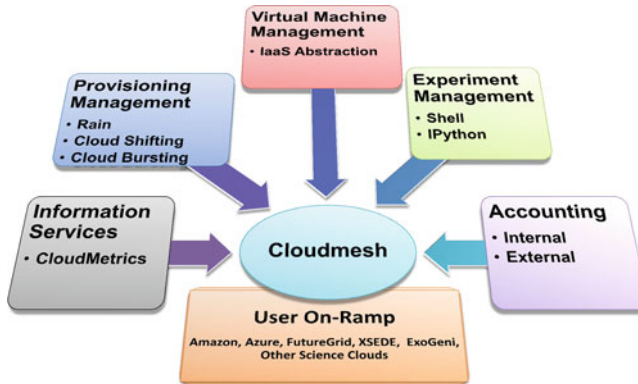 Virtual Machine
Management
• IaaS Abstraction
Provisioning
Management
• Rain
• Cloud Shifting
• Cloud Bursting
Experiment
Management
• Shell
• IPython
Information
Services
• CloudMetrics
Cloudmesh
Accounting
• Internal
• External
User On-Ramp
Amazon, Azure, FutureGrid, XSEDE, ExoGeni,
Other Science Clouds